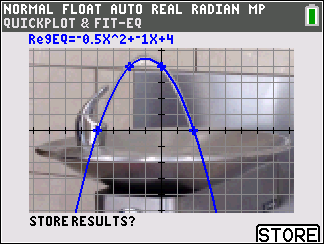 NORMAL FLOAT AUTO REAL RADIAN MP
QUICKPLOT & FIT-EQ
RegEQ=-0.5X^2+-1X+4
STORE RESULTS?
STORE